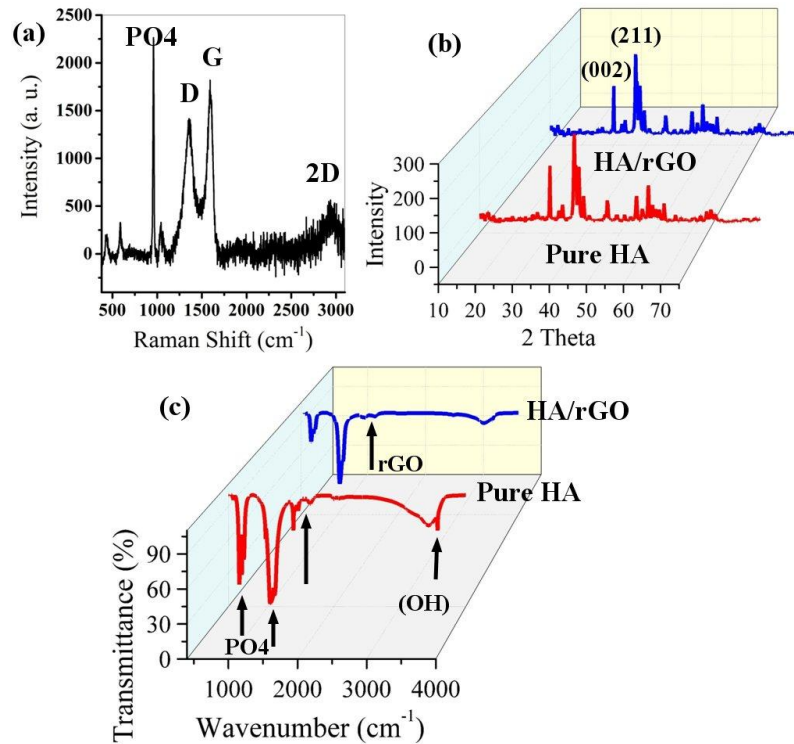 (a)
PO4
D
G
2D
2500
2000
1500
1000
500
0
Intensity (a. u.)
500 1000 1500 2000 2500 3000
Raman Shift (cm⁻¹)
(b)
(002)
(211)
HA/rGO
Pure HA
300
200
100
0
Intensity
10 20 30 40 50 60 70
2 Theta
(c)
HA/rGO
rGO
Pure HA
(OH)
PO4
90
60
30
0
Transmittance (%)
1000 2000 3000 4000
Wavenumber (cm⁻¹)